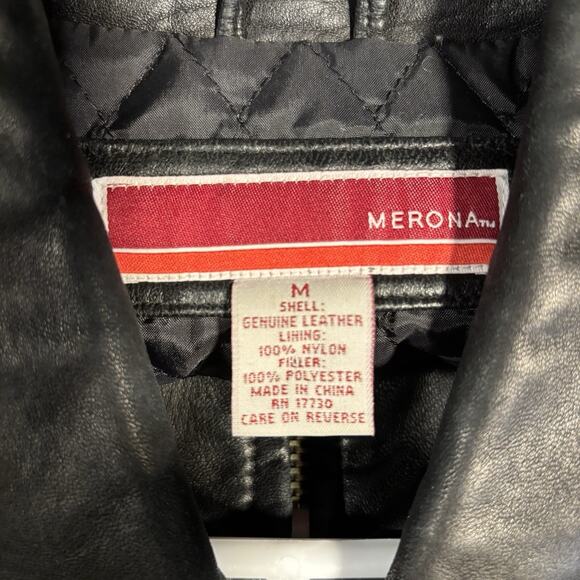 MERONA™
M
SHELL:
GENUINE LEATHER
LINING:
100% NYLON
FILLER:
100% POLYESTER
MADE IN CHINA
RN 17730
CARE ON REVERSE